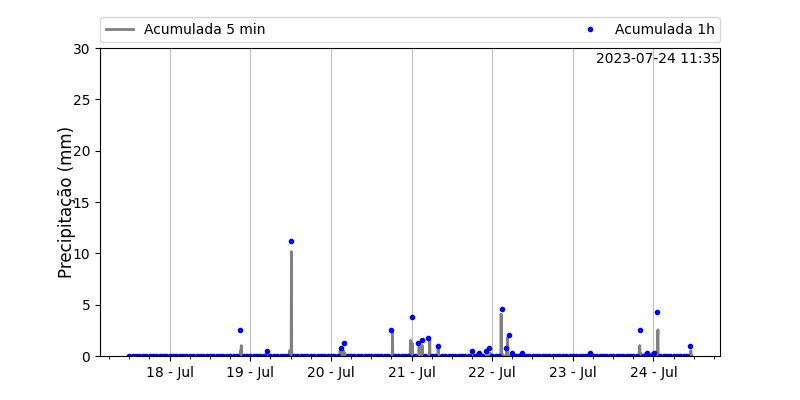 Acumulada 5 min
Acumulada 1h
2023-07-24 11:35
Precipitação (mm)
30
25
20
15
10
5
0
18 - Jul
19 - Jul
20 - Jul
21 - Jul
22 - Jul
23 - Jul
24 - Jul